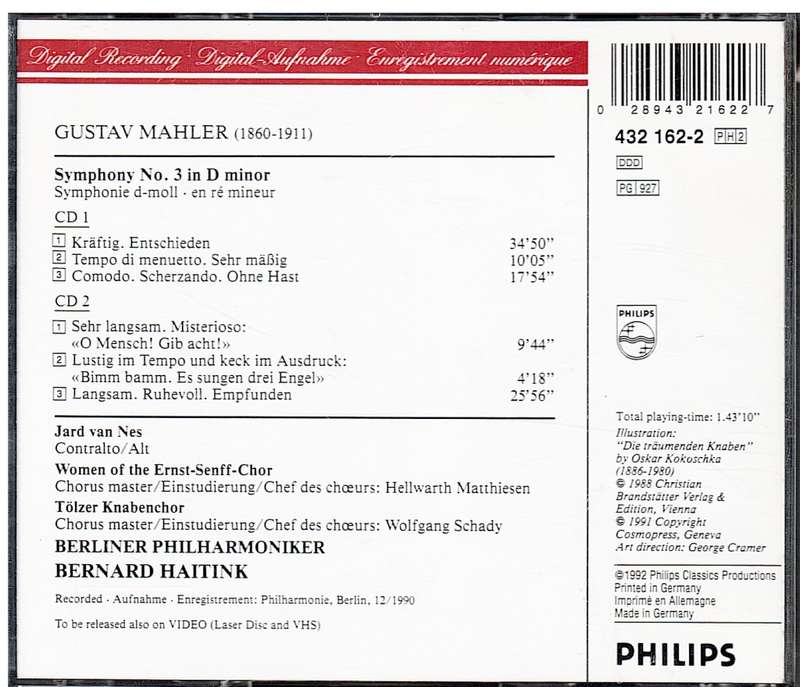 Digital Recording · Digital-Aufnahme · Enregistrement numérique
GUSTAV MAHLER (1860-1911)
Symphony No. 3 in D minor
Symphonie d-moll · en ré mineur
CD 1
1 Kräftig. Entschieden 34'50"
2 Tempo di menuetto. Sehr mäßig 10'05"
3 Comodo. Scherzando. Ohne Hast 17'54"
CD 2
1 Sehr langsam. Misterioso:
«O Mensch! Gib acht!» 9'44"
2 Lustig im Tempo und keck im Ausdruck:
«Bimm bamm. Es sungen drei Engel» 4'18"
3 Langsam. Ruhevoll. Empfunden 25'56"
Jard van Nes
Contralto/Alt
Women of the Ernst-Senff-Chor
Chorus master/Einstudierung/Chef des chœurs: Hellwarth Matthiesen
Tölzer Knabenchor
Chorus master/Einstudierung/Chef des chœurs: Wolfgang Schady
BERLINER PHILHARMONIKER
BERNARD HAITINK
Recorded · Aufnahme · Enregistrement: Philharmonie, Berlin, 12/1990
To be released also on VIDEO (Laser Disc and VHS)
0 28943 21622 7
432 162-2 PH2
DDD
PG 927
PHILIPS
Total playing-time: 1.43'10"
Illustration:
"Die träumenden Knaben"
by Oskar Kokoschka
(1886-1980)
© 1988 Christian
Brandstätter Verlag &
Edition, Vienna
© 1991 Copyright
Cosmopress, Geneva
Art direction: George Cramer
©1992 Philips Classics Productions
Printed in Germany
Imprimé en Allemagne
Made in Germany
PHILIPS